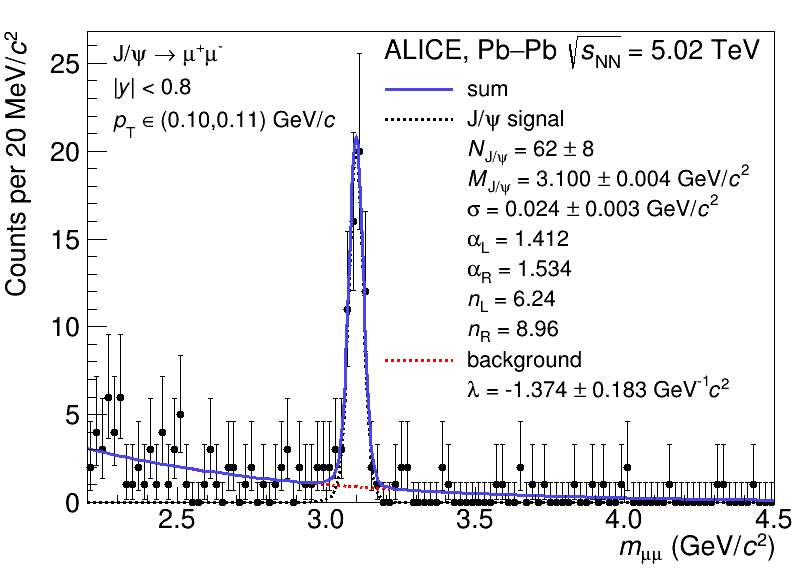 J/ψ → μ⁺μ⁻
|y| < 0.8
p_T ∈ (0.10,0.11) GeV/c
ALICE, Pb–Pb √s_NN = 5.02 TeV
sum
J/ψ signal
N_J/ψ = 62 ± 8
M_J/ψ = 3.100 ± 0.004 GeV/c²
σ = 0.024 ± 0.003 GeV/c²
α_L = 1.412
α_R = 1.534
n_L = 6.24
n_R = 8.96
background
λ = -1.374 ± 0.183 GeV⁻¹c²
Counts per 20 MeV/c²
25
20
15
10
5
0
2.5 3.0 3.5 4.0 4.5
m_μμ (GeV/c²)